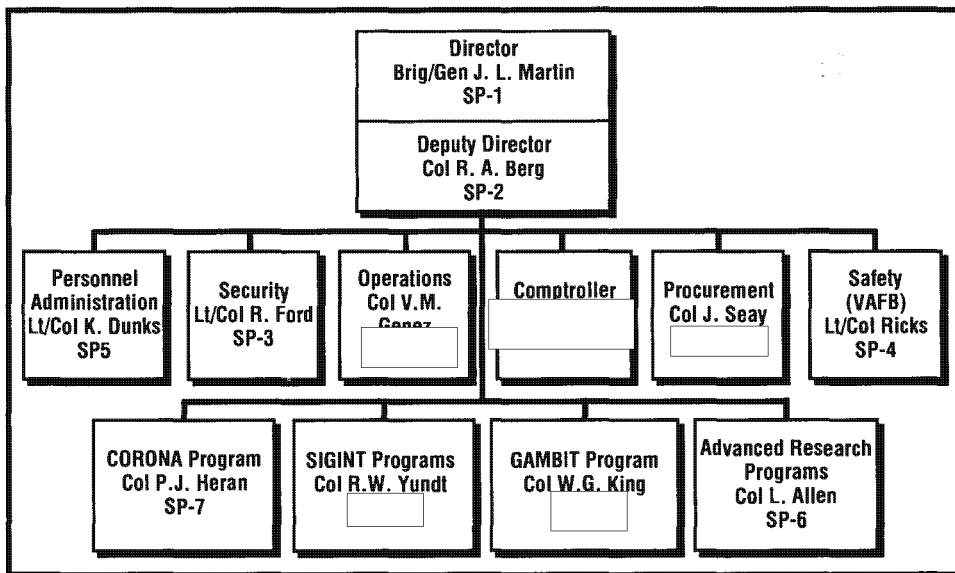 Director
Brig/Gen J. L. Martin
SP-1
Deputy Director
Col R. A. Berg
SP-2
Personnel
Administration
Lt/Col K. Dunks
SP5
Security
Lt/Col R. Ford
SP-3
Operations
Col V.M.
Genez
Comptroller
Procurement
Col J. Seay
Safety
(VAFB)
Lt/Col Ricks
SP-4
CORONA Program
Col P.J. Heran
SP-7
SIGINT Programs
Col R.W. Yundt
GAMBIT Program
Col W.G. King
Advanced Research
Programs
Col L. Allen
SP-6